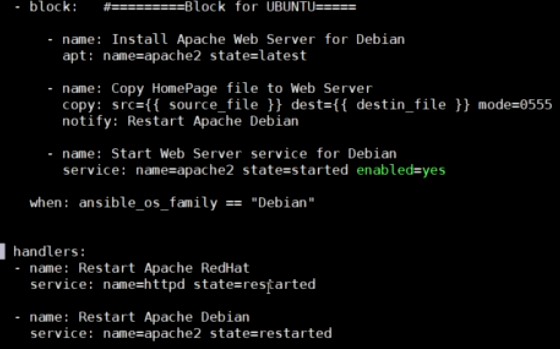 - block:   #=========Block for UBUNTU=====
- name: Install Apache Web Server for Debian
apt: name=apache2 state=latest
- name: Copy HomePage file to Web Server
copy: src={{ source_file }} dest={{ destin_file }} mode=0555
notify: Restart Apache Debian
- name: Start Web Server service for Debian
service: name=apache2 state=started enabled=yes
when: ansible_os_family == "Debian"
handlers:
- name: Restart Apache RedHat
service: name=httpd state=restarted
- name: Restart Apache Debian
service: name=apache2 state=restarted